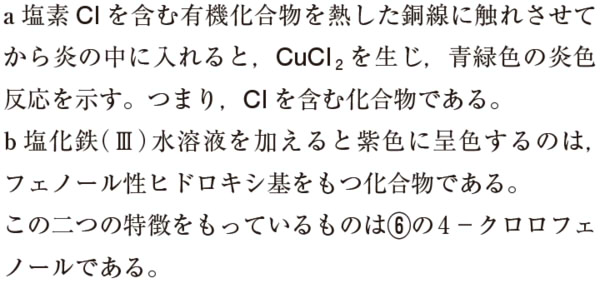 a 塩素 Cl を含む有機化合物を熱した銅線に触れさせて
から炎の中に入れると，CuCl₂ を生じ，青緑色の炎色
反応を示す。つまり，Cl を含む化合物である。
b 塩化鉄(Ⅲ)水溶液を加えると紫色に呈色するのは，
フェノール性ヒドロキシ基をもつ化合物である。
この二つの特徴をもっているものは⑥の4－クロロフェ
ノールである。